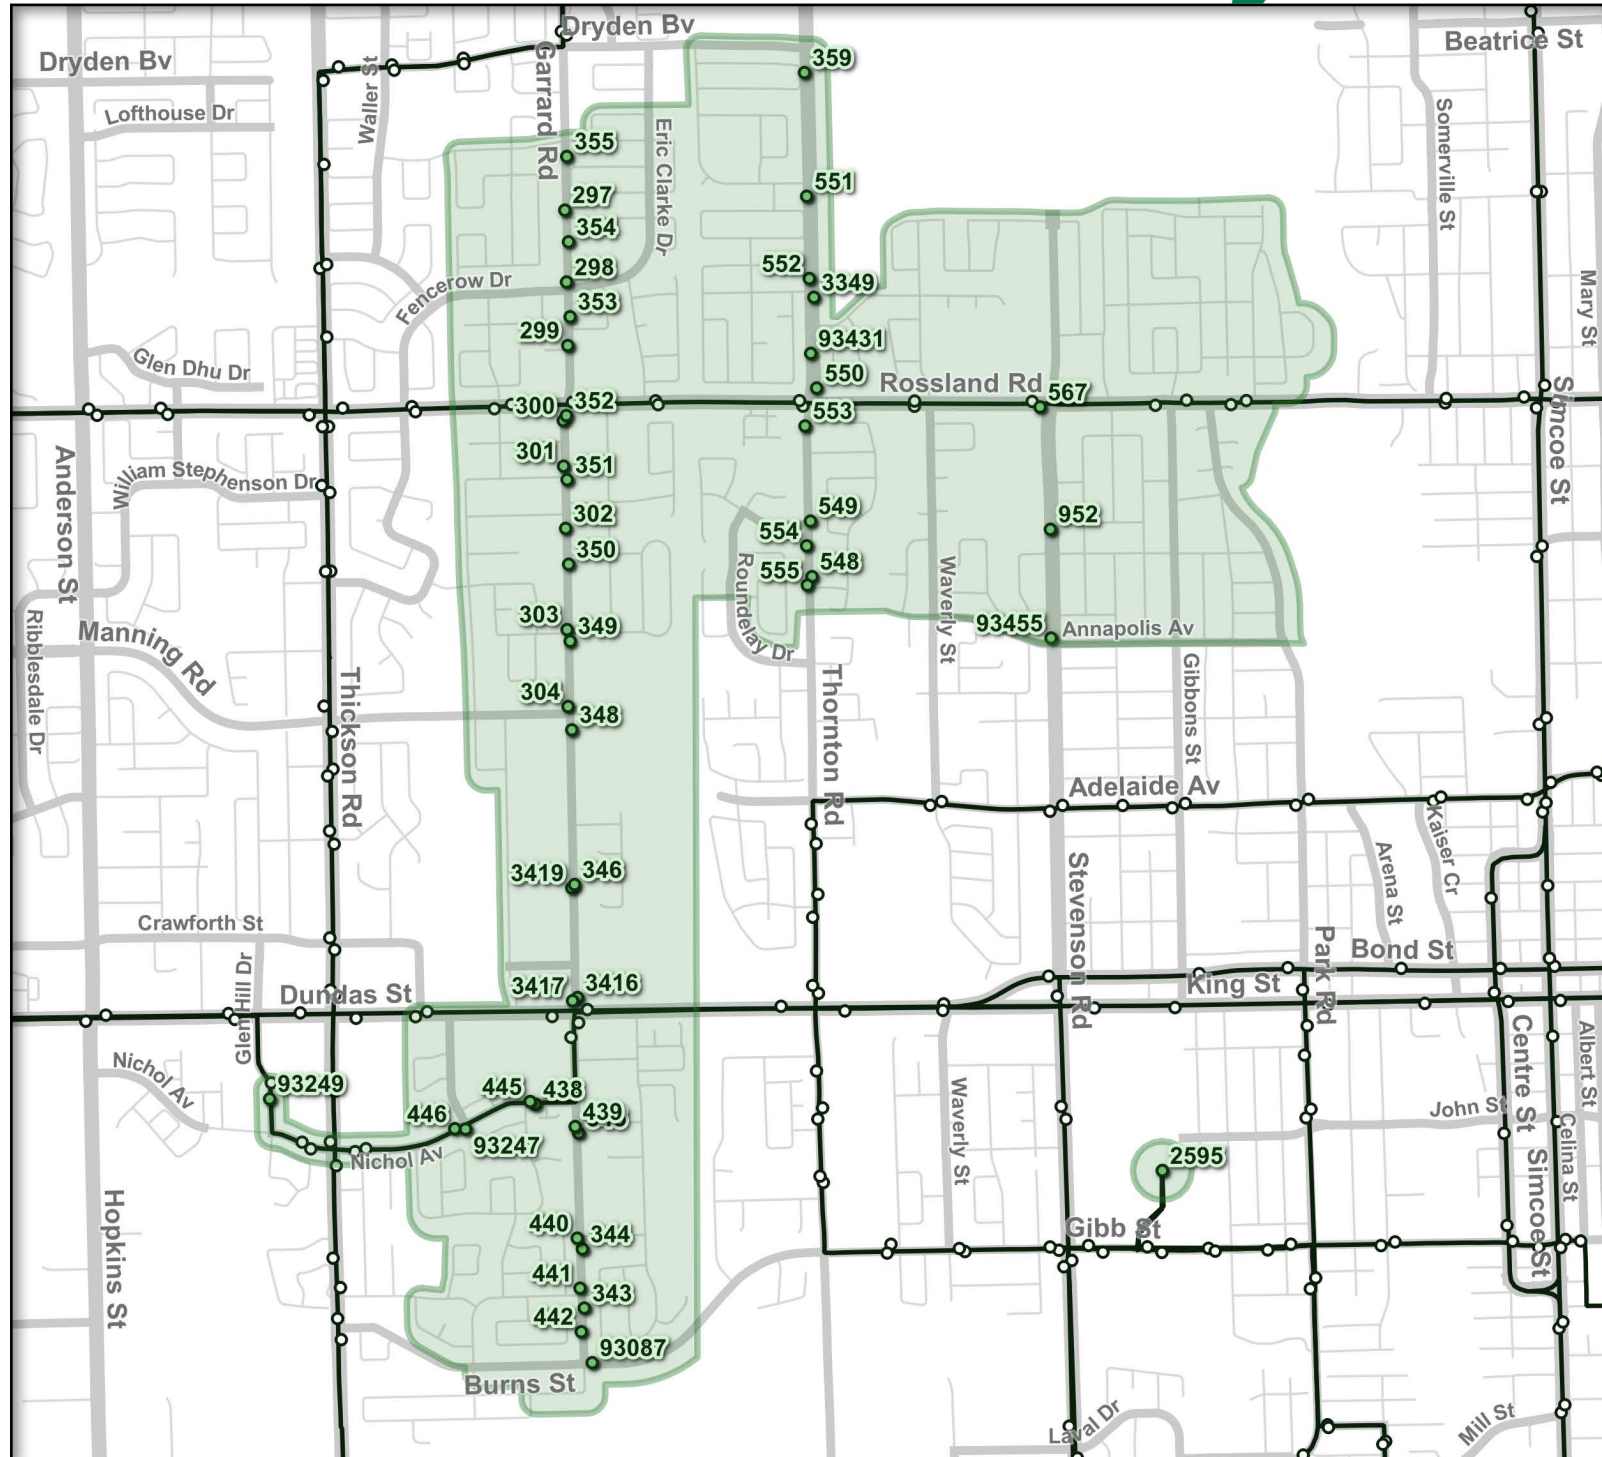 Dryden Bv
Beatrice St
Dryden Bv
359
Garrard Rd
Waller St
Lofthouse Dr
Somerville St
Eric Clarke Dr
355
297
551
354
552
298
3349
Fencerow Dr
Mary St
353
299
93431
Glen Dhu Dr
550
Rossland Rd
567
300
352
553
Simcoe St
301
351
Anderson St
William Stephenson Dr
302
549
952
554
350
548
555
Roundelay Dr
Waverly St
303
349
93455
Annapolis Av
Ribblesdale Dr
Manning Rd
Gibbons St
304
348
Thickson Rd
Thornton Rd
Adelaide Av
Kaiser Cr
Arena St
3419
346
Stevenson Rd
Crawforth St
Park Rd
Bond St
Glen Hill Dr
3417
3416
King St
Dundas St
Centre St
Albert St
Nichol Av
93249
445
438
446
439
93247
Waverly St
John St
Celina St
Nichol Av
2595
Simcoe St
Hopkins St
440
344
Gibb St
441
343
442
93087
Burns St
Laval Dr
Mill St